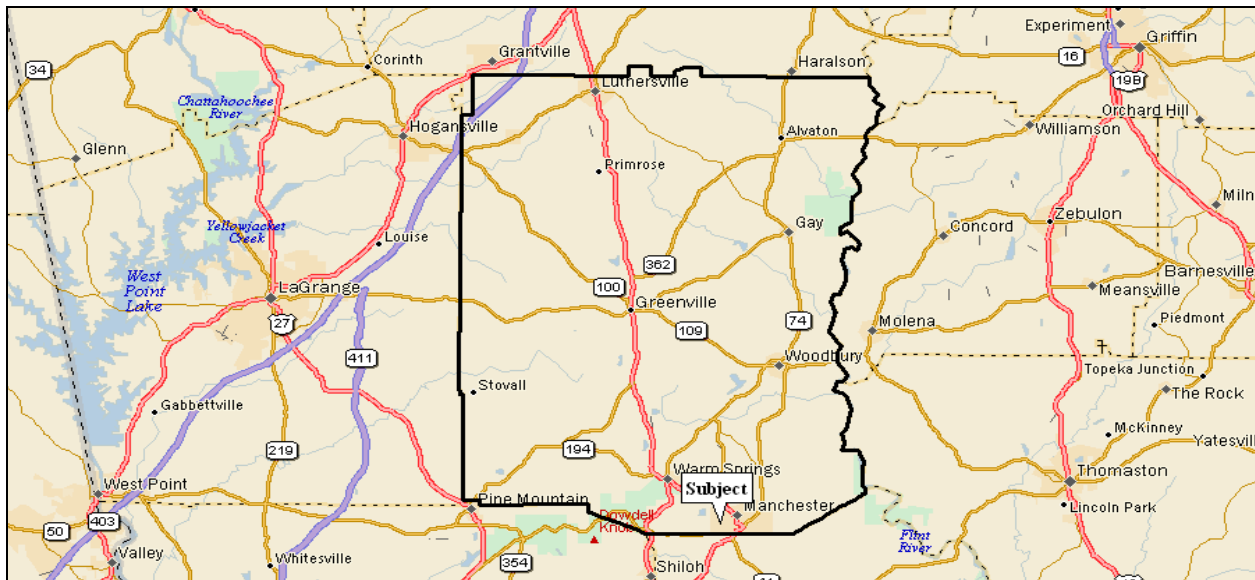 Experiment
Griffin
Grantville
Corinth
16
34
Haralson
19B
Luthersville
Chattahoochee
River
Orchard Hill
Hogansville
Alvaton
Williamson
Glenn
Primrose
Miln
Zebulon
Gay
Concord
Yellowjacket
Creek
Louise
362
West
Point
Lake
Barnesville
LaGrange
100
Meansville
Greenville
27
74
Piedmont
109
Molena
411
Woodbury
Topeka Junction
Stovall
The Rock
Gabbettville
McKinney
Yatesville
219
194
Warm Springs
Thomaston
Subject
West Point
Pine Mountain
Manchester
Lincoln Park
403
Dowdell
Knob
50
Flint
River
Valley
Whitesville
354
Shiloh